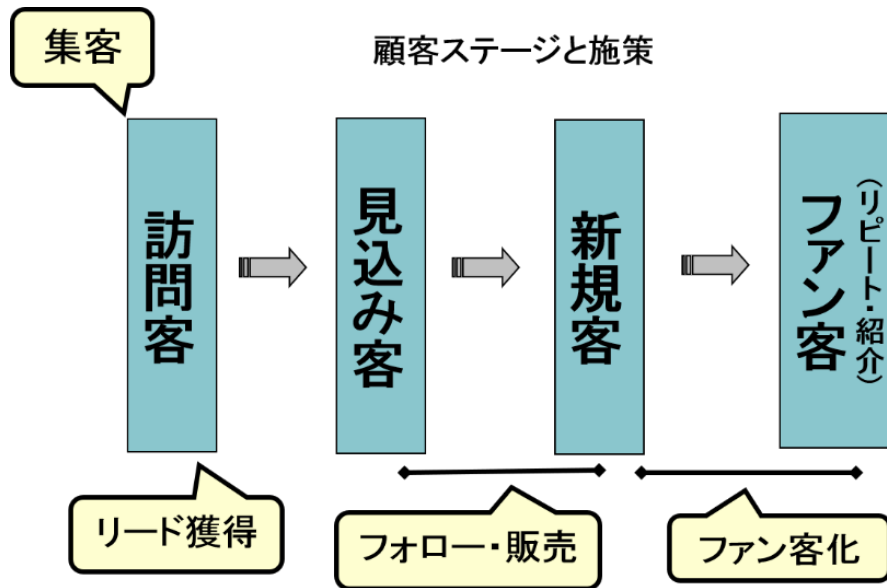 顧客ステージと施策
集客
訪問客
見込み客
新規客
ファン客
(リピート・紹介)
リード獲得
フォロー・販売
ファン客化